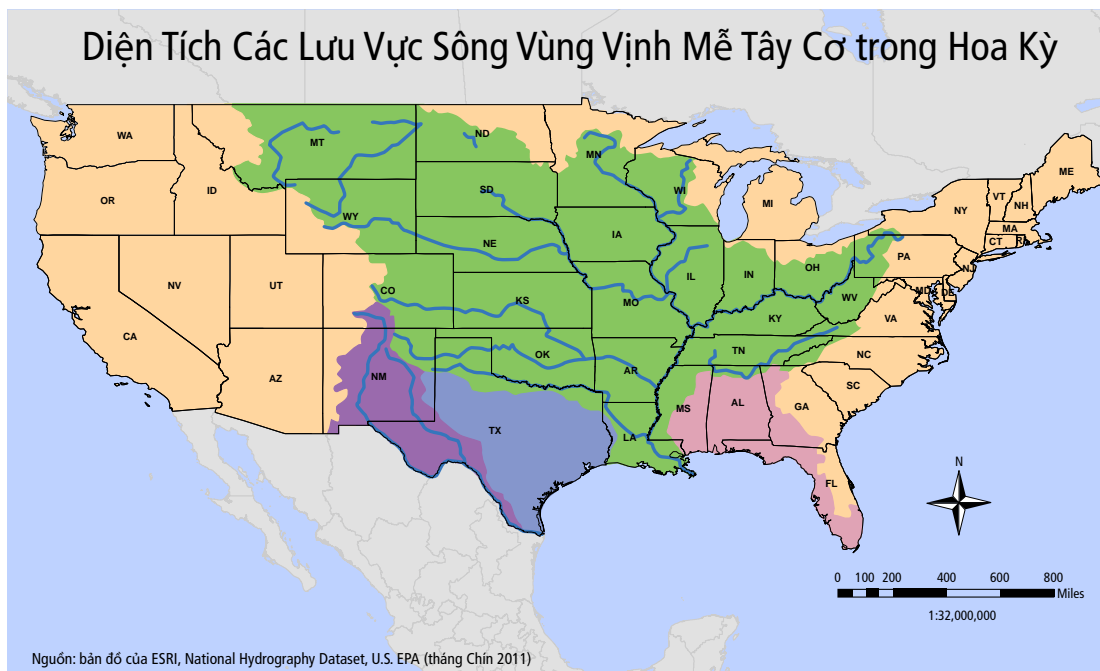 Diện Tích Các Lưu Vực Sông Vùng Vịnh Mễ Tây Cơ trong Hoa Kỳ
WA
MT
ND
MN
ME
OR
ID
WY
SD
WI
MI
NY
VT
NH
MA
CT
RI
NV
UT
CO
NE
IA
IL
IN
OH
PA
NJ
MD
DE
CA
AZ
NM
KS
MO
KY
WV
VA
OK
AR
TN
NC
SC
TX
LA
MS
AL
GA
FL
N
0 100 200 400 600 800
Miles
1:32,000,000
Nguồn: bản đồ của ESRI, National Hydrography Dataset, U.S. EPA (tháng Chín 2011)